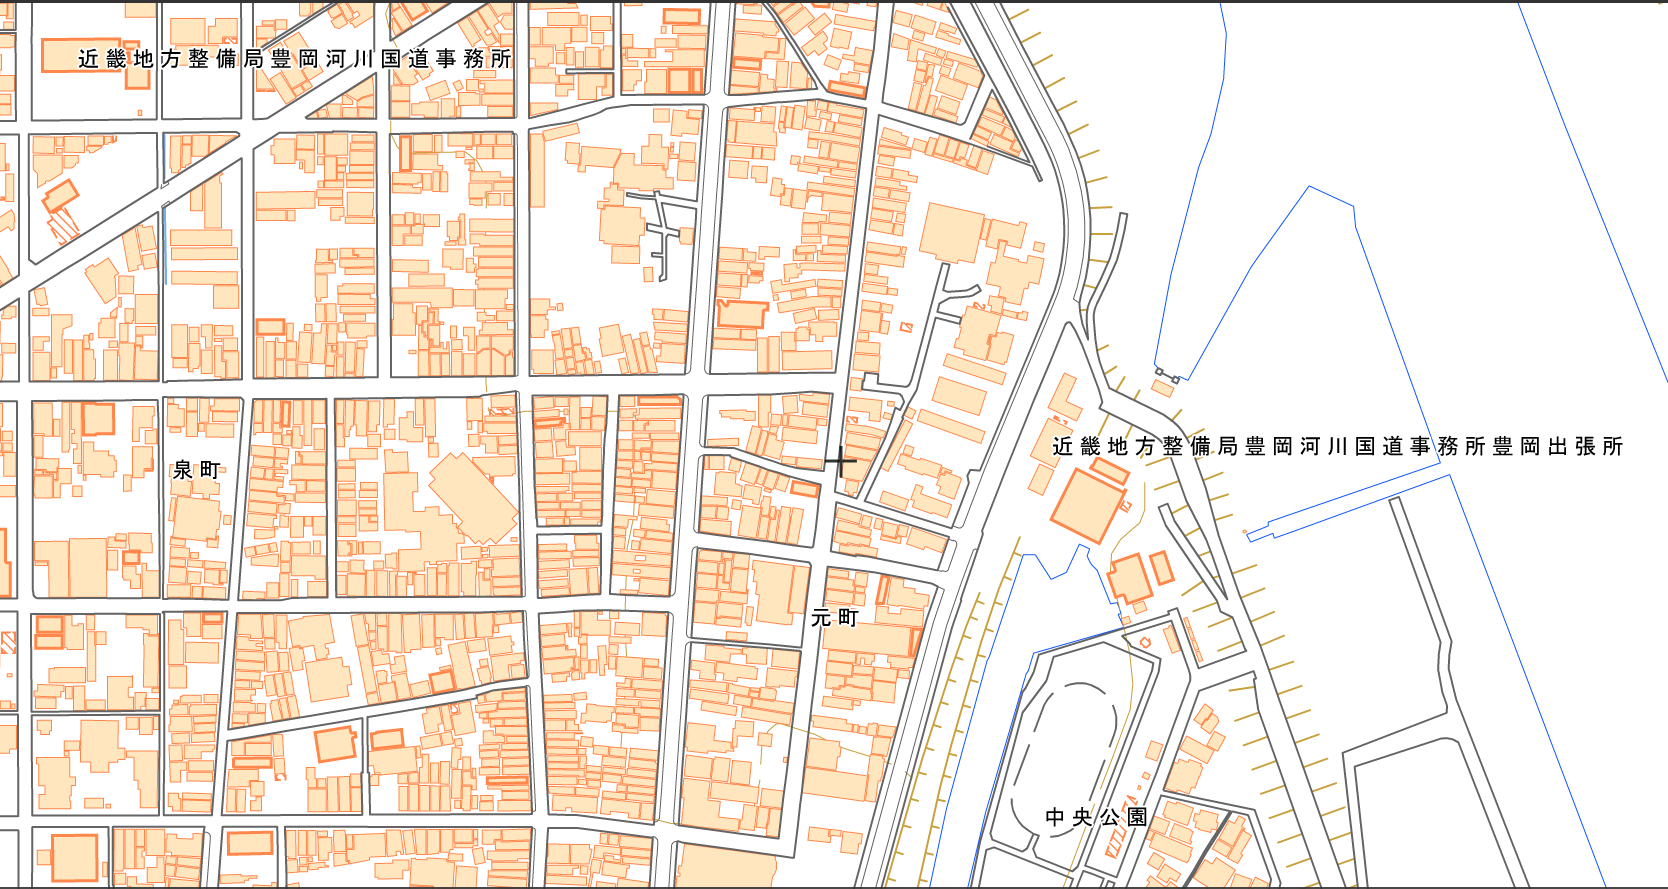 近畿地方整備局豊岡河川国道事務所
近畿地方整備局豊岡河川国道事務所豊岡出張所
泉町
元町
中央公園